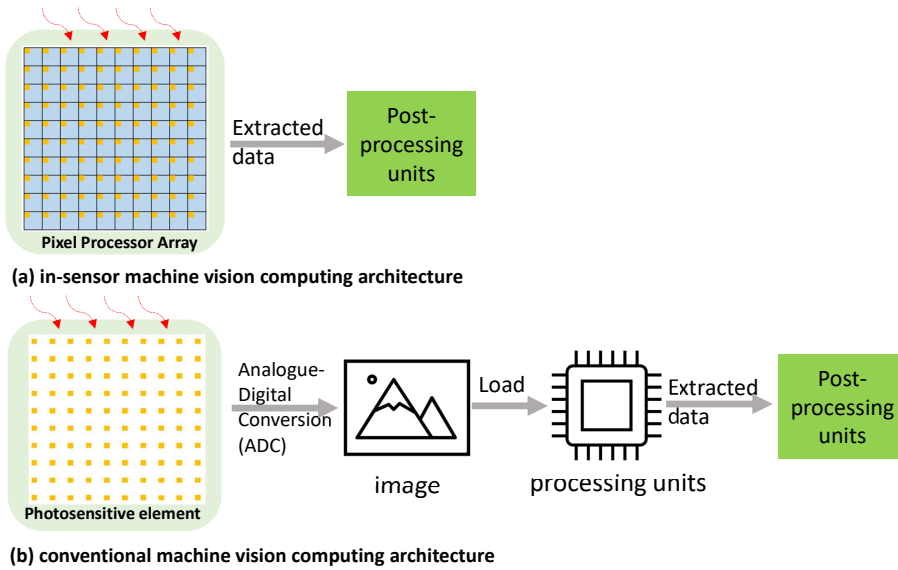 Extracted
data
Post-
processing
units
Pixel Processor Array
(a) in-sensor machine vision computing architecture
Analogue-
Digital
Conversion
(ADC)
Load
Extracted
data
Post-
processing
units
image
processing units
Photosensitive element
(b) conventional machine vision computing architecture